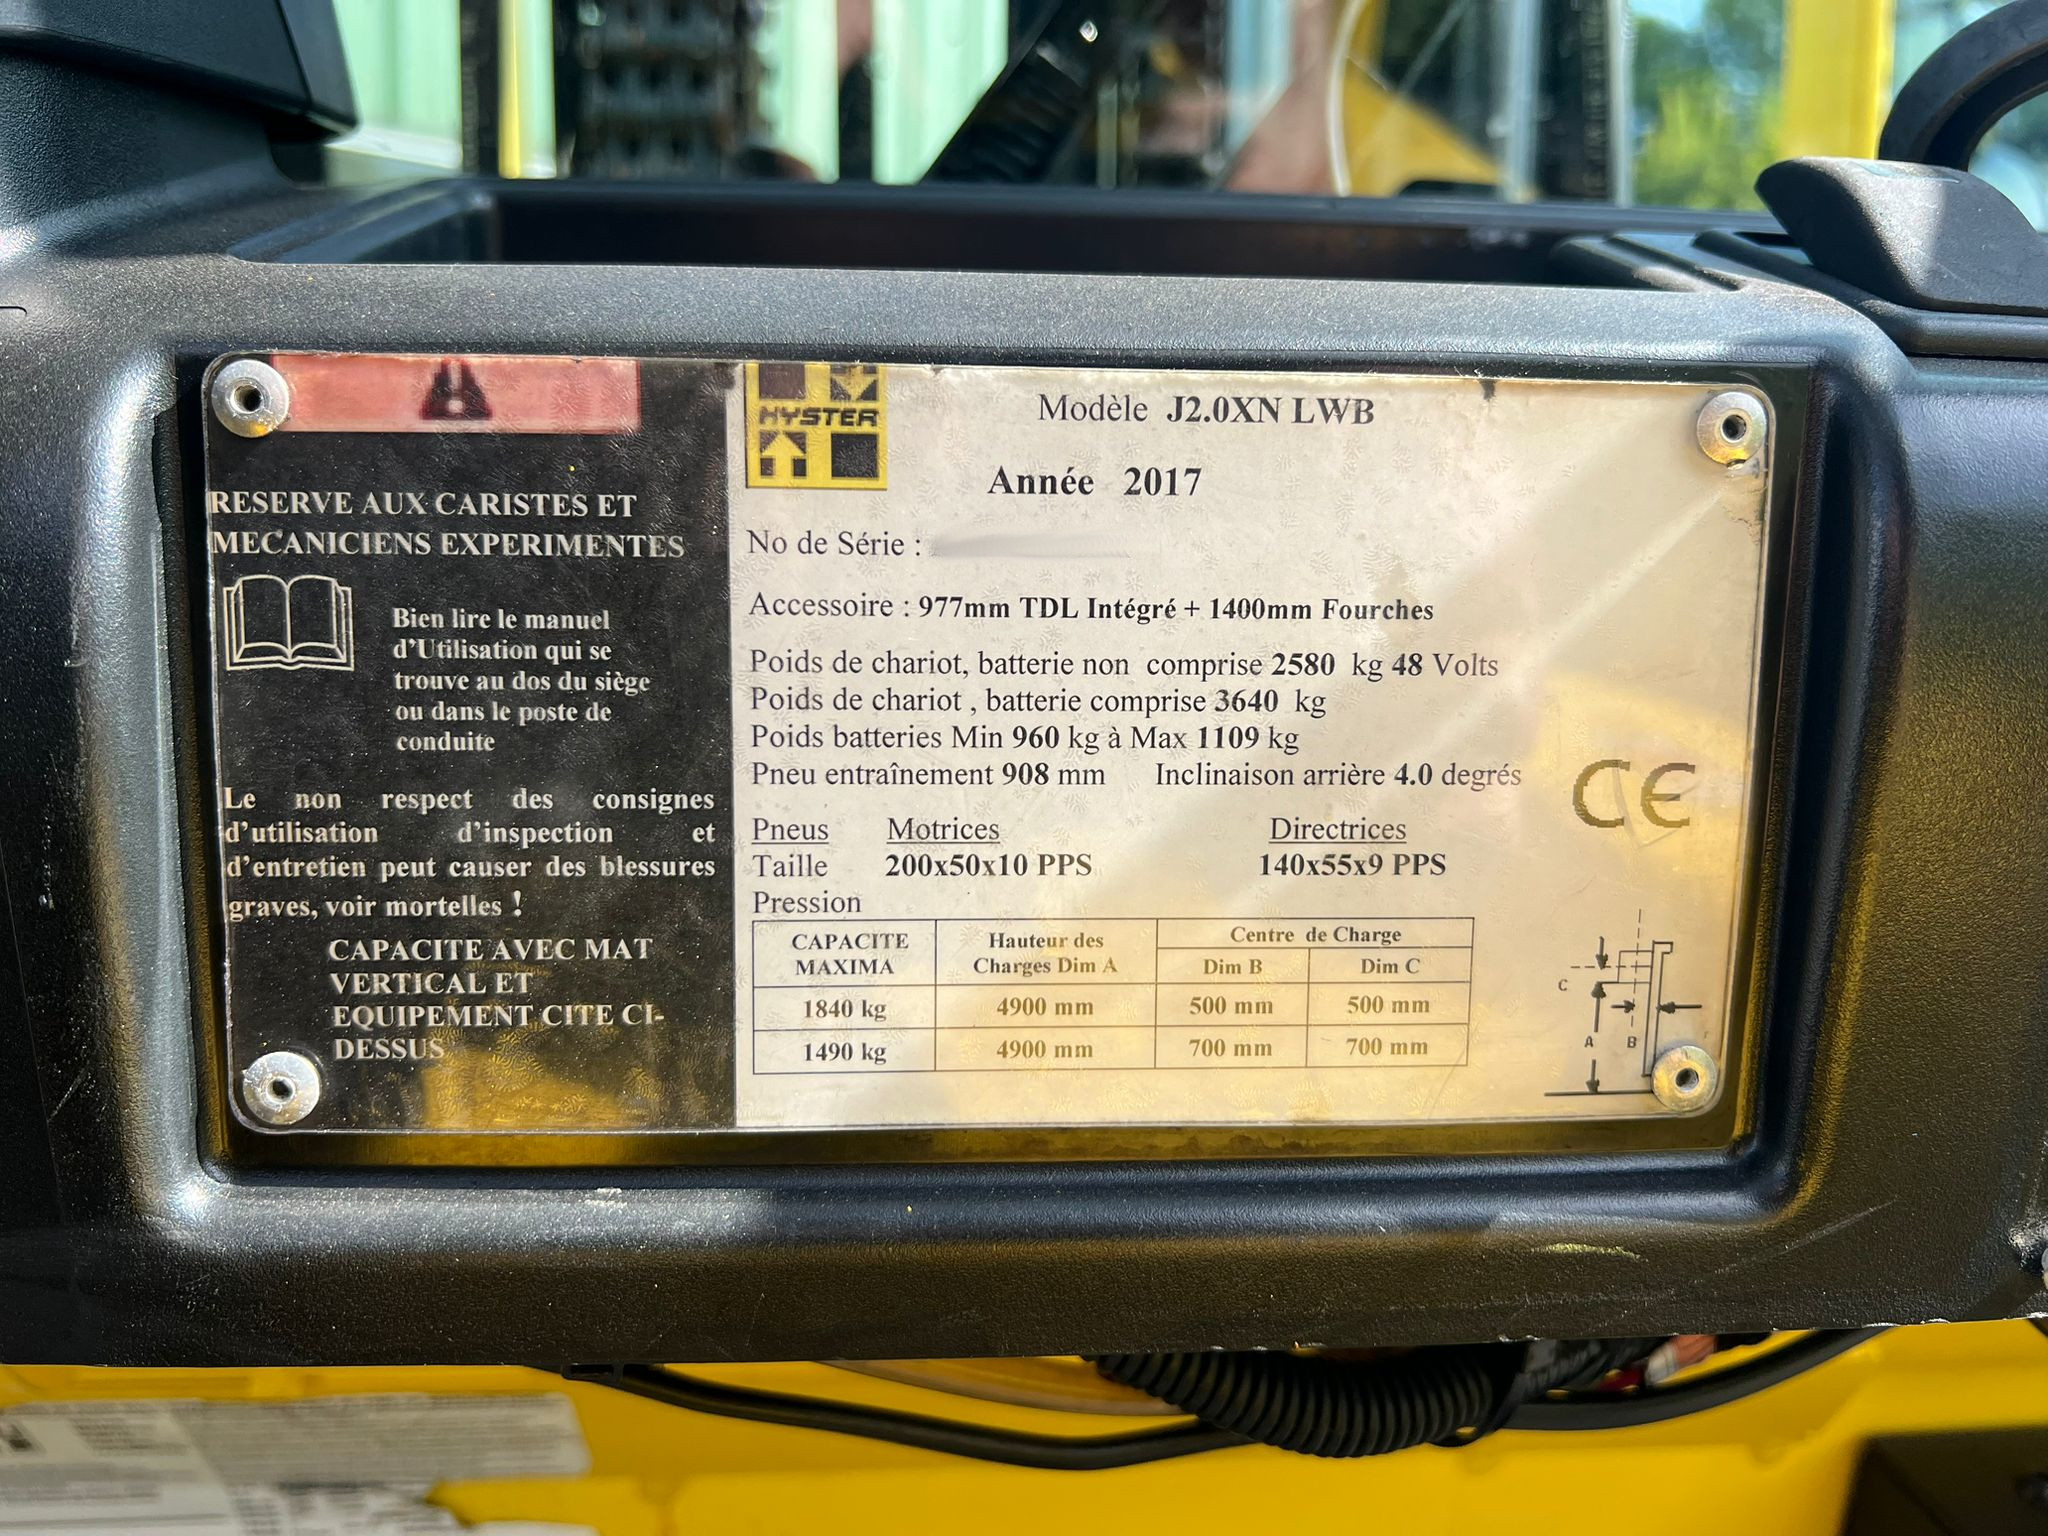 RESERVE AUX CARISTES ET
MECANICIENS EXPERIMENTES
Bien lire le manuel
d'Utilisation qui se
trouve au dos du siège
ou dans le poste de
conduite
Le non respect des consignes
d'utilisation d'inspection et
d'entretien peut causer des blessures
graves, voir mortelles !
CAPACITE AVEC MAT
VERTICAL ET
EQUIPEMENT CITE CI-
DESSUS
HYSTER
Modèle J2.0XN LWB
Année 2017
No de Série :
Accessoire : 977mm TDL Intégré + 1400mm Fourches
Poids de chariot, batterie non comprise 2580 kg 48 Volts
Poids de chariot , batterie comprise 3640 kg
Poids batteries Min 960 kg à Max 1109 kg
Pneu entraînement 908 mm Inclinaison arrière 4.0 degrés
CE
Pneus Motrices Directrices
Taille 200x50x10 PPS 140x55x9 PPS
Pression
CAPACITE MAXIMA Hauteur des Charges Dim A Centre de Charge
Dim B Dim C
1840 kg 4900 mm 500 mm 500 mm
1490 kg 4900 mm 700 mm 700 mm
C
A B